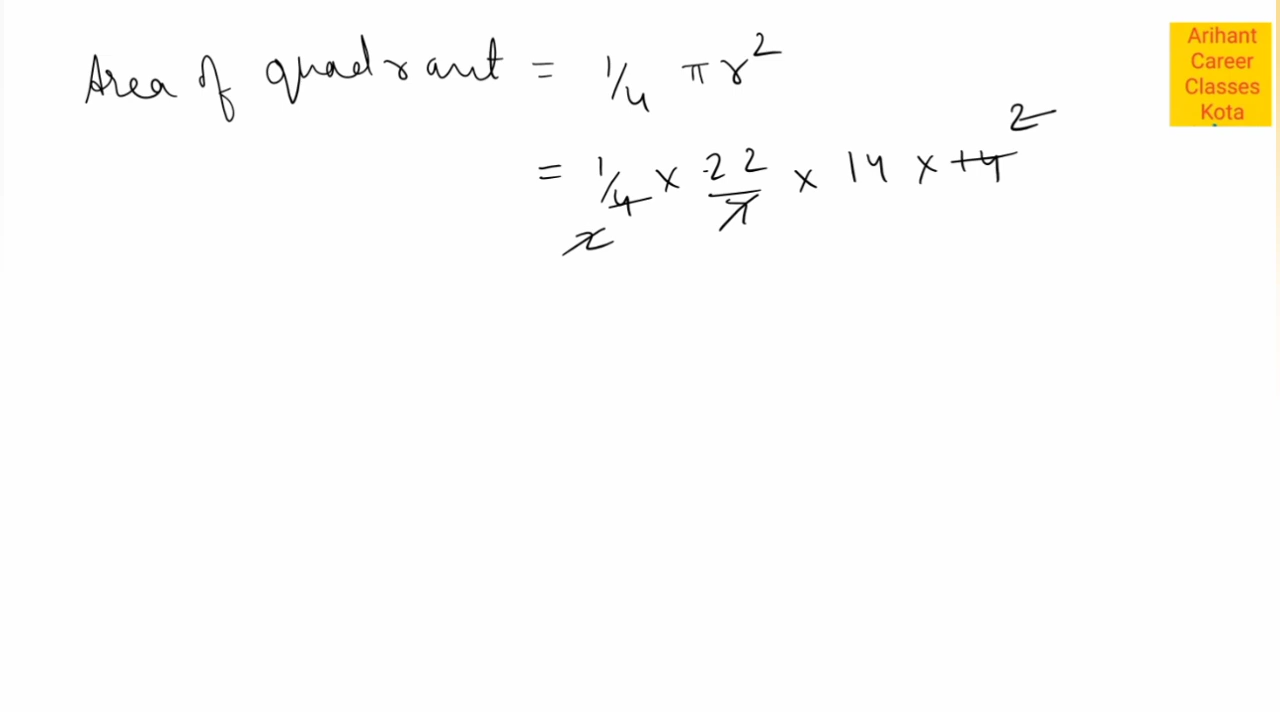 Area of quadrant = 1/4 πr²
Arihant
Career
Classes
Kota
2
= 1/4 × 22/7 × 14 × 14
2